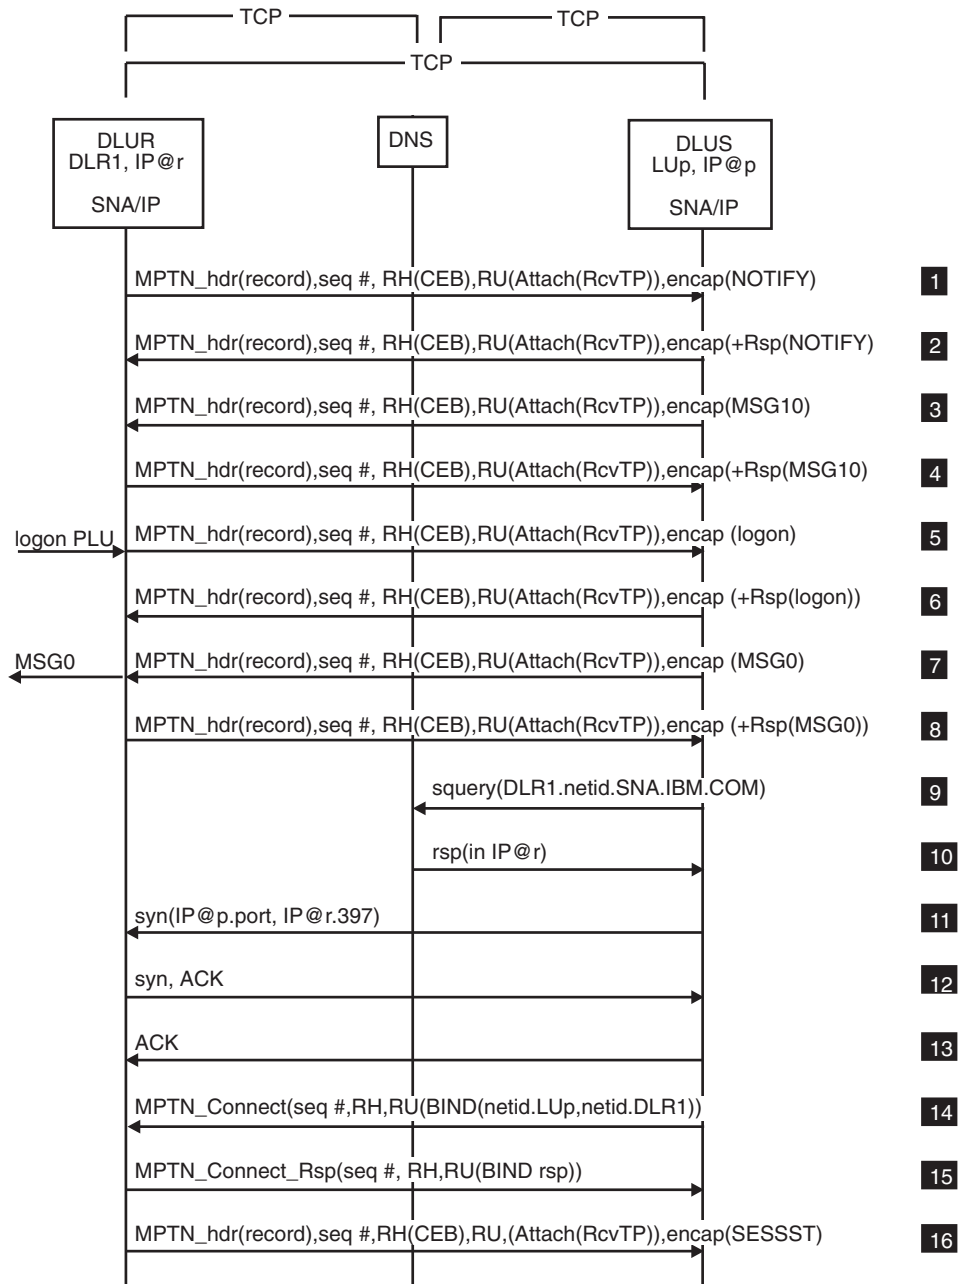 TCP
TCP
TCP
DLUR
DLR1, IP@r
SNA/IP
DNS
DLUS
LUp, IP@p
SNA/IP
MPTN_hdr(record),seq #, RH(CEB),RU(Attach(RcvTP)),encap(NOTIFY)
1
MPTN_hdr(record),seq #, RH(CEB),RU(Attach(RcvTP)),encap(+Rsp(NOTIFY)
2
MPTN_hdr(record),seq #, RH(CEB),RU(Attach(RcvTP)),encap(MSG10)
3
MPTN_hdr(record),seq #, RH(CEB),RU(Attach(RcvTP)),encap(+Rsp(MSG10)
4
logon PLU
MPTN_hdr(record),seq #, RH(CEB),RU(Attach(RcvTP)),encap (logon)
5
MPTN_hdr(record),seq #, RH(CEB),RU(Attach(RcvTP)),encap (+Rsp(logon))
6
MSG0
MPTN_hdr(record),seq #, RH(CEB),RU(Attach(RcvTP)),encap (MSG0)
7
MPTN_hdr(record),seq #, RH(CEB),RU(Attach(RcvTP)),encap (+Rsp(MSG0))
8
squery(DLR1.netid.SNA.IBM.COM)
9
rsp(in IP@r)
10
syn(IP@p.port, IP@r.397)
11
syn, ACK
12
ACK
13
MPTN_Connect(seq #,RH,RU(BIND(netid.LUp,netid.DLR1))
14
MPTN_Connect_Rsp(seq #, RH,RU(BIND rsp))
15
MPTN_hdr(record),seq #,RH(CEB),RU,(Attach(RcvTP)),encap(SESSST)
16